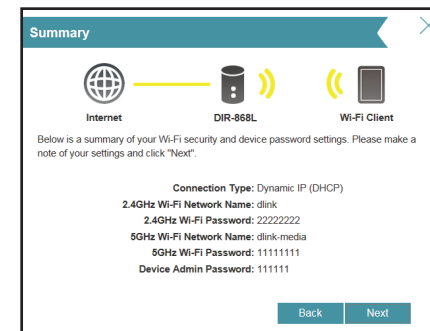 Summary
Internet DIR-868L Wi-Fi Client
Below is a summary of your Wi-Fi security and device password settings. Please make a
note of your settings and click "Next".
Connection Type: Dynamic IP (DHCP)
2.4GHz Wi-Fi Network Name: dlink
2.4GHz Wi-Fi Password: 22222222
5GHz Wi-Fi Network Name: dlink-media
5GHz Wi-Fi Password: 11111111
Device Admin Password: 111111
Back Next